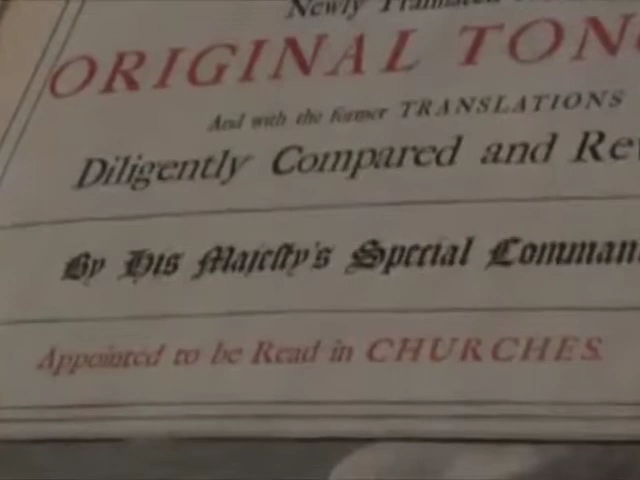 Newly Translated
ORIGINAL TON
And with the former TRANSLATIONS
Diligently Compared and Re
By His Majesty's Special Comman
Appointed to be Read in CHURCHES.